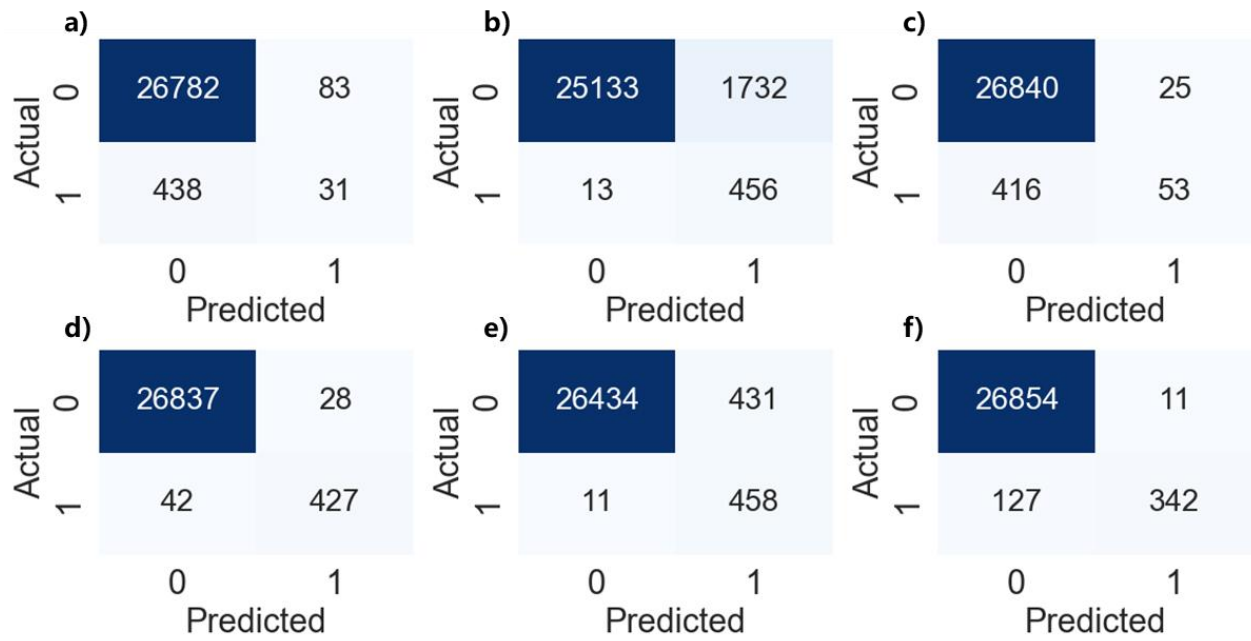 a) b) c)
Actual 0 26782 83 Actual 0 25133 1732 Actual 0 26840 25
1 438 31 1 13 456 1 416 53
0 1 0 1 0 1
Predicted Predicted Predicted
d) e) f)
Actual 0 26837 28 Actual 0 26434 431 Actual 0 26854 11
1 42 427 1 11 458 1 127 342
0 1 0 1 0 1
Predicted Predicted Predicted